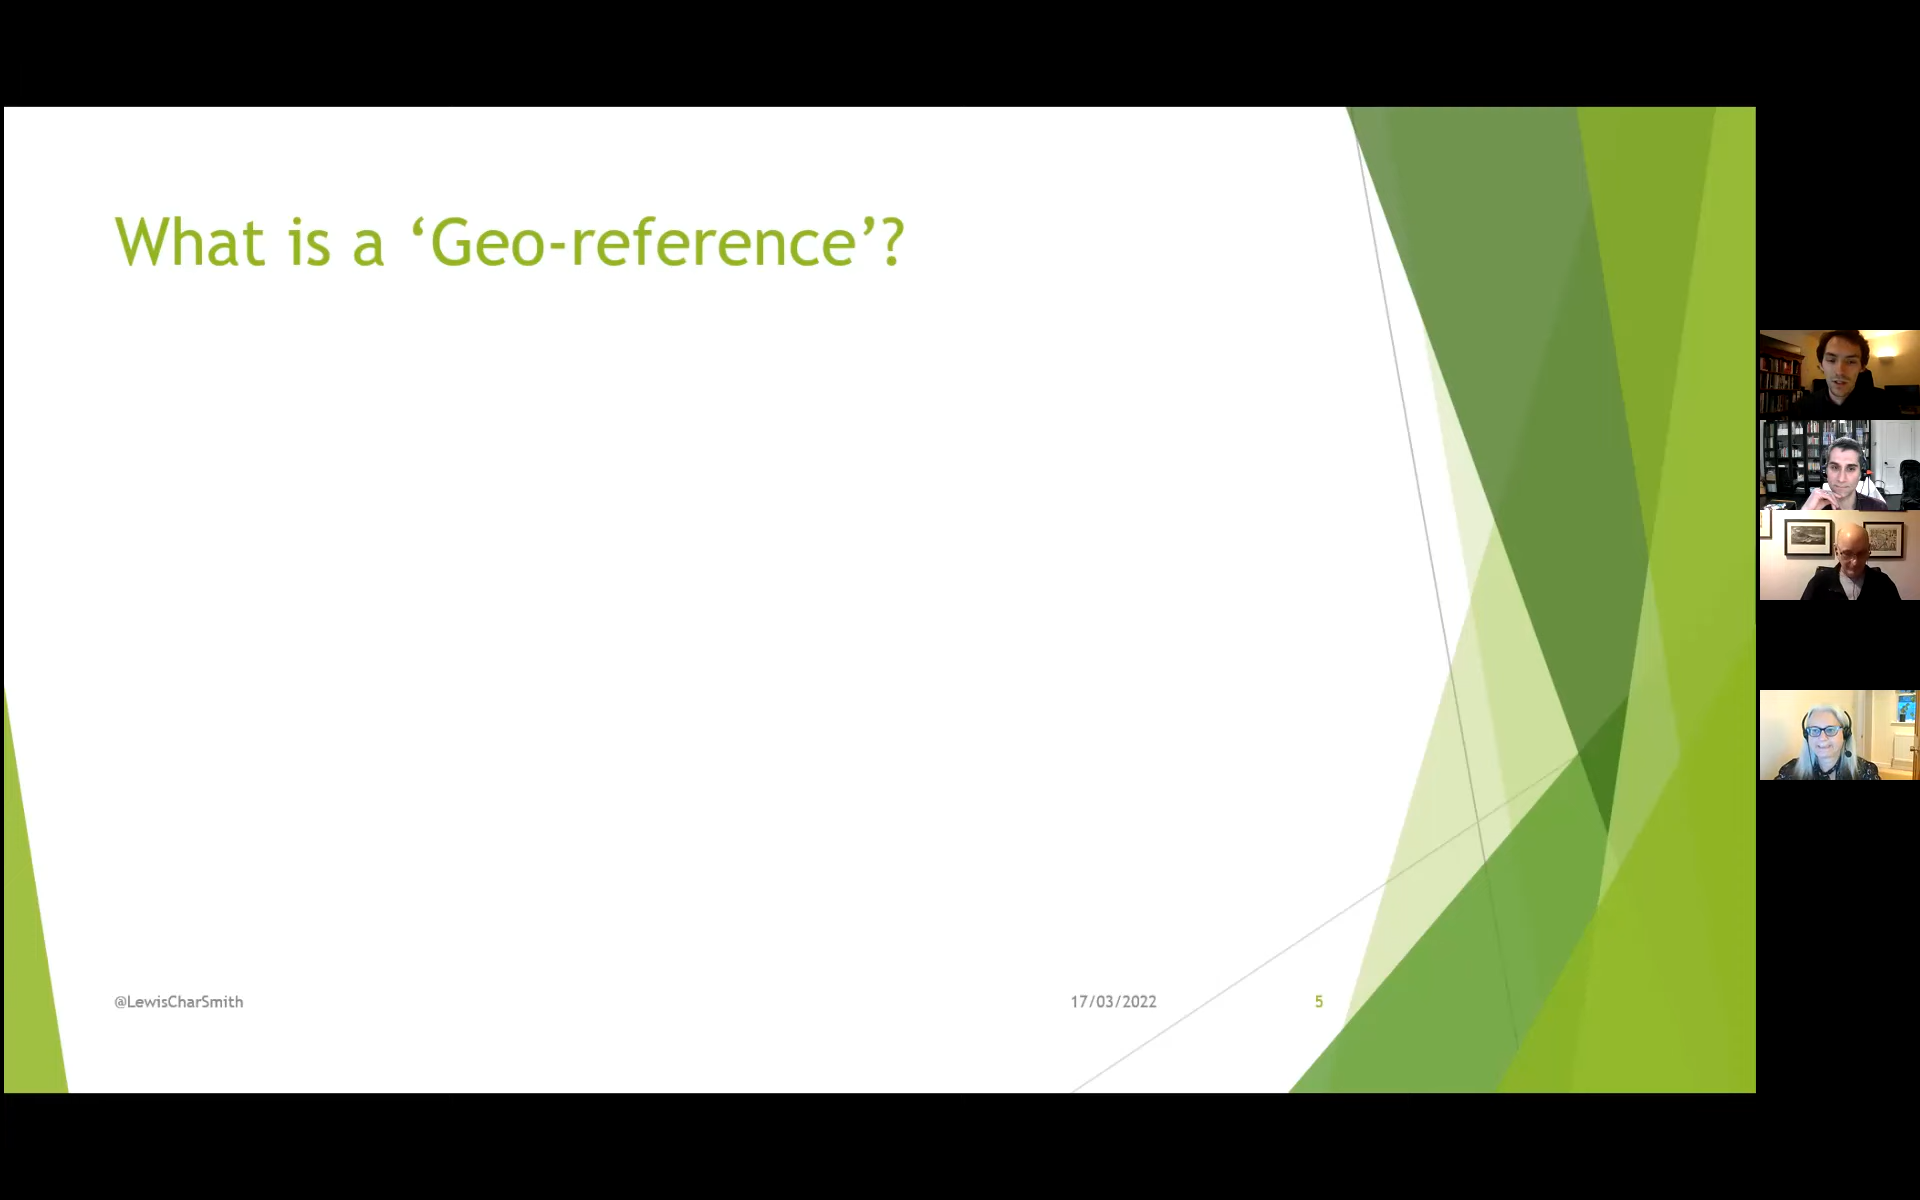 What is a ‘Geo-reference’?
@LewisCharSmith
17/03/2022
5